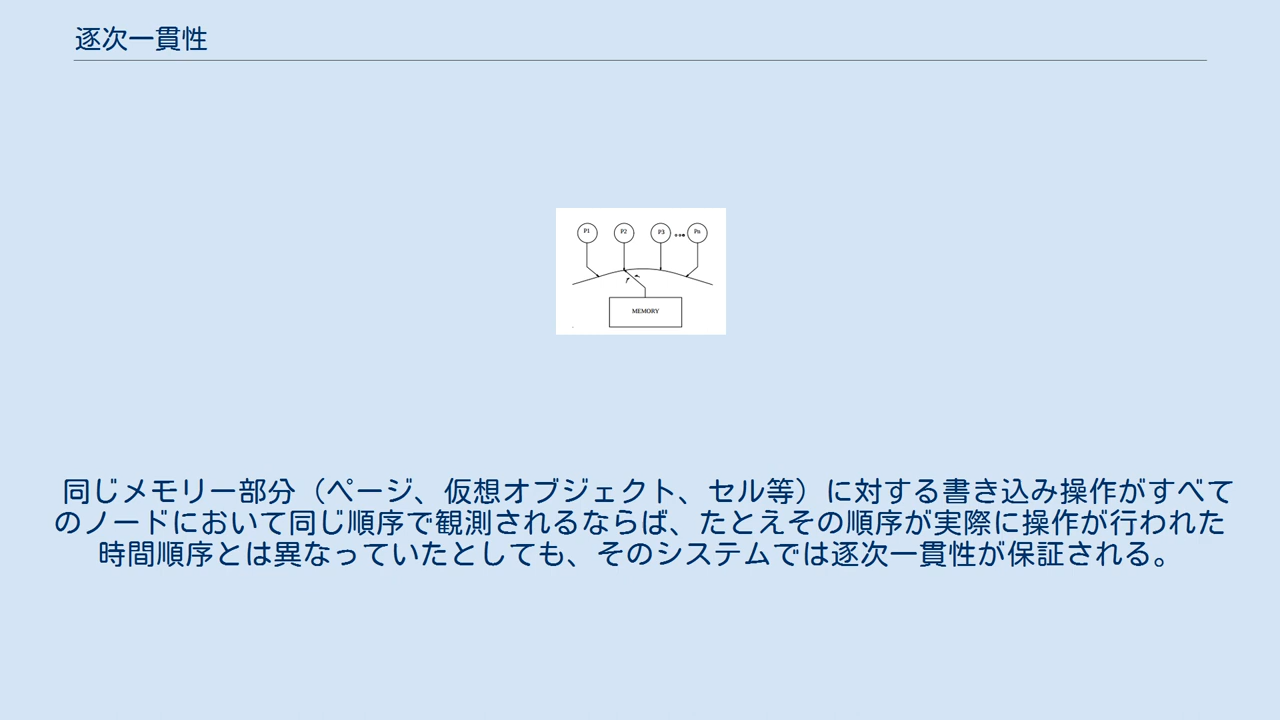 逐次一貫性
P1 P2 P3 Pn
MEMORY
同じメモリー部分（ページ、仮想オブジェクト、セル等）に対する書き込み操作がすべて
のノードにおいて同じ順序で観測されるならば、たとえその順序が実際に操作が行われた
時間順序とは異なっていたとしても、そのシステムでは逐次一貫性が保証される。